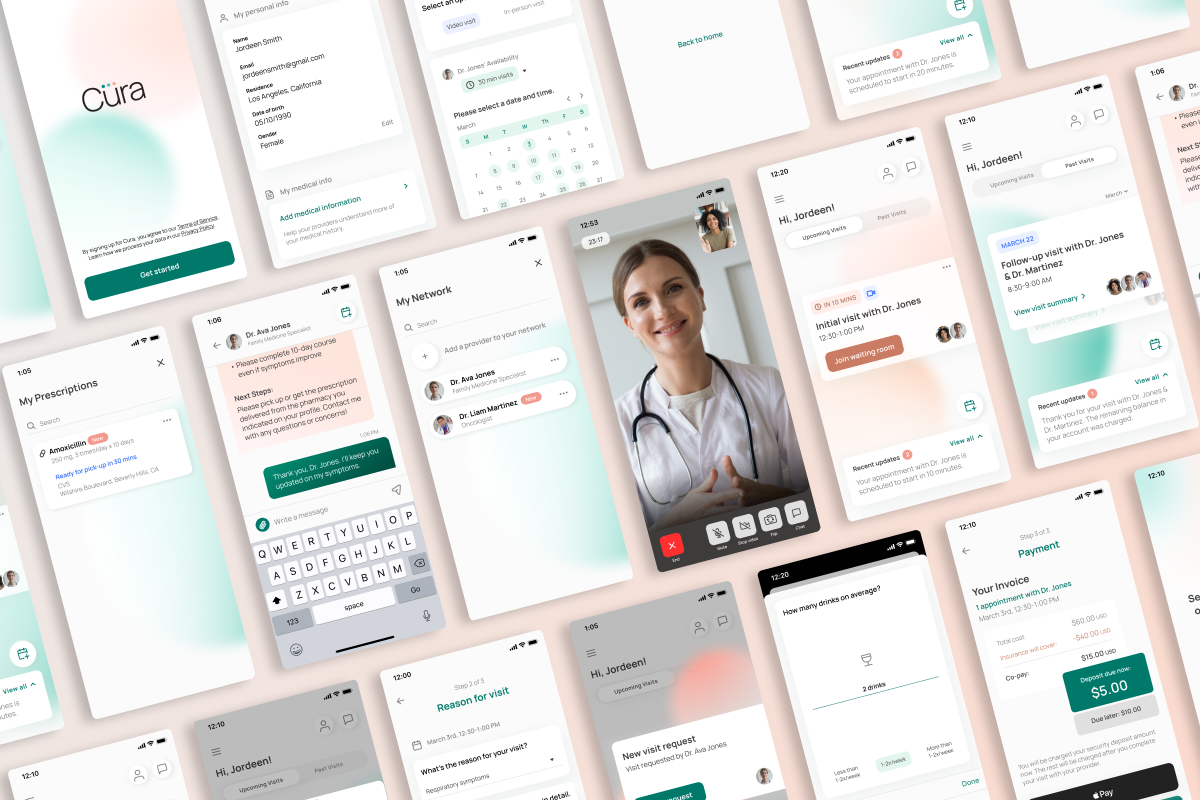 Cüra
By signing up for Cura, you agree to our Terms of Service.
Learn how we process your data in our Privacy Policy.
Get started
My personal info
Name
Jordeen Smith
Email
jordeensmith@gmail.com
Residence
Los Angeles, California
Date of birth
05/10/1990
Gender
Female
Edit
My medical info
Add medical information
Help your providers understand more of
your medical history.
Select an op
Video visit
In-person visit
Dr. Jones' Availability
30 min visits
Please select a date and time.
March
S M T W Th F S
1 2 3 4 5 6
7 8 9 10 11 12 13
14 15 16 17 18 19 20
21 22 23 24 25 26
Back to home
Recent updates 2
View all
Your appointment with Dr. Jones is
scheduled to start in 20 minutes.
1:05
My Prescriptions
Search
Amoxicillin New
250 mg, 3 times/day x 10 days
Ready for pick-up in 30 mins.
CVS
Wilshire Boulevard, Beverly Hills, CA
1:06
Dr. Ava Jones
Family Medicine Specialist
• Please complete 10-day course
even if symptoms improve
Next Steps:
Please pick up or get the prescription
delivered from the pharmacy you
indicated on your profile. Contact me
with any questions or concerns!
1:06 PM
Thank you, Dr. Jones. I'll keep you
updated on my symptoms.
Write a message
Q W E R T Y U I O P
A S D F G H J K L
Z X C V B N M
123 space Go
1:05
My Network
Search
Add a provider to your network
Dr. Ava Jones
Family Medicine Specialist
Dr. Liam Martinez New
Oncologist
12:53
23:17
End
Mute
Stop video
Flip
Chat
12:20
Hi, Jordeen!
Upcoming Visits
Past Visits
IN 10 MINS
Initial visit with Dr. Jones
12:30-1:00 PM
Join waiting room
Recent updates 2
View all
Your appointment with Dr. Jones is
scheduled to start in 10 minutes.
12:10
Hi, Jordeen!
Upcoming Visits
Past Visits
March
MARCH 22
Follow-up visit with Dr. Jones
& Dr. Martinez
8:30-9:00 AM
View visit summary
View visit summary
Recent updates 1
View all
Thank you for your visit with Dr. Jones &
Dr. Martinez. The remaining balance in
your account was charged.
1:06
Dr.
• Please
even i
Next St
View all
12:10
12:10
Hi, Jordeen!
Upcoming Visits
Past Visits
12:00
Step 2 of 3
Reason for visit
March 3rd, 12:30-1:00 PM
What's the reason for your visit?
Respiratory symptoms
in detail.
1:05
Hi, Jordeen!
Upcoming Visits
New visit request
Visit requested by Dr. Ava Jones
quest
12:20
How many drinks on average?
2 drinks
Less than
1-2x/week
1-2x/week
More than
1-2x/week
Done
12:10
Step 3 of 3
Payment
Your Invoice
1 appointment with Dr. Jones
March 3rd, 12:30-1:00 PM
Total cost
$60.00 USD
Insurance will cover:
-$40.00 USD
Co-pay:
$15.00 USD
Deposit due now:
$5.00
Due later: $10.00
You will be charged your security deposit amount
now. The rest will be charged after you complete
your visit with your provider.
Pay
12:10
Se